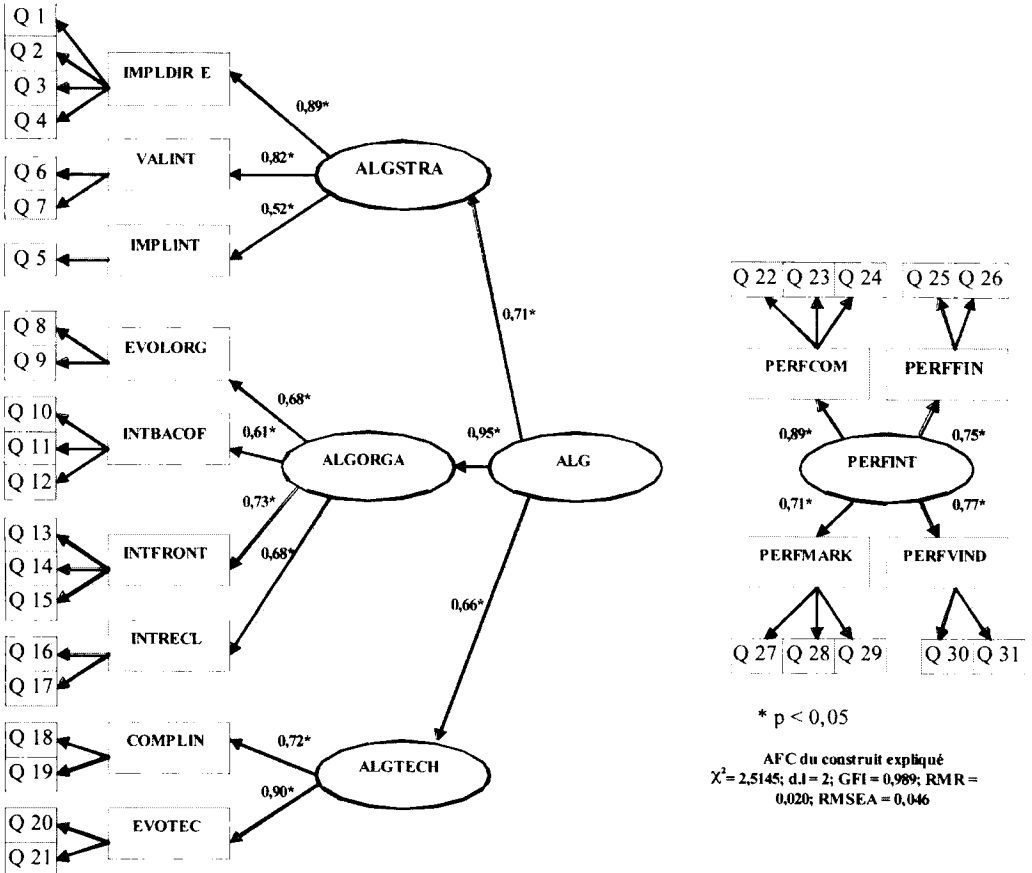 Q 1
Q 2
Q 3
Q 4
IMPLDIR E
0,89*
VALINT
0,82*
ALGSTRA
Q 6
Q 7
0,52*
IMPLINT
Q 5
0,71*
Q 8
Q 9
EVOLORG
0,68*
Q 10
Q 11
Q 12
INTBACOF
0,61*
ALGORGA
0,95*
ALG
0,73*
Q 13
Q 14
Q 15
INTFRONT
0,68*
0,66*
Q 16
Q 17
INTRECL
Q 18
Q 19
COMPLIN
0,72*
ALGTECH
0,90*
Q 20
Q 21
EVOTEC
Q 22 Q 23 Q 24 Q 25 Q 26
PERFCOM PERFFIN
0,89* 0,75*
PERFINT
0,71* 0,77*
PERFMARK PERFVIND
Q 27 Q 28 Q 29 Q 30 Q 31
* p < 0,05
AFC du construit expliqué
χ²= 2,5145; d.l = 2; GFI = 0,989; RMR =
0,020; RMSEA = 0,046